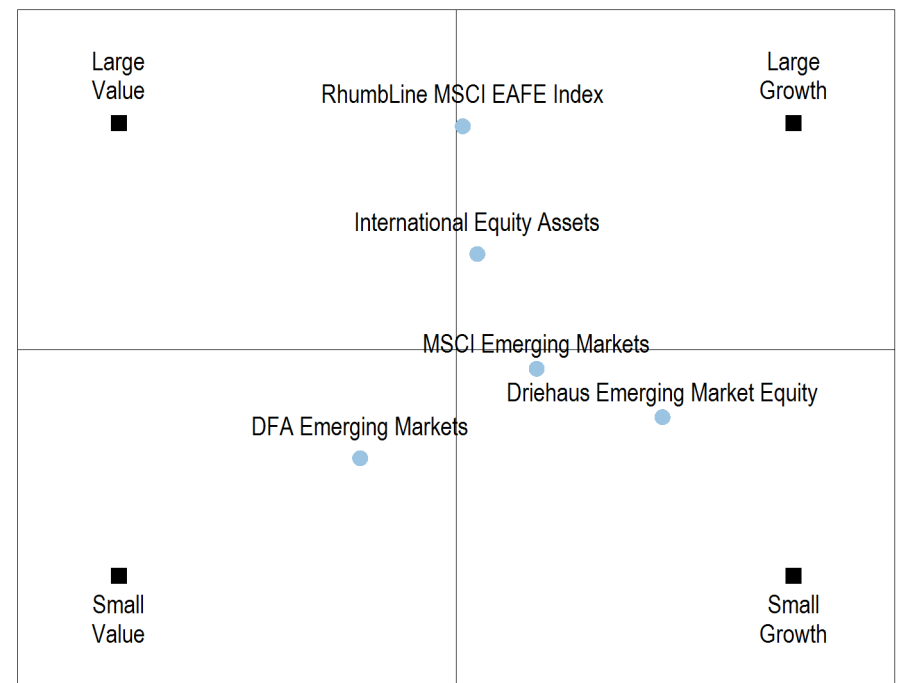 Large
Value
Large
Growth
RhumbLine MSCI EAFE Index
International Equity Assets
MSCI Emerging Markets
Driehaus Emerging Market Equity
DFA Emerging Markets
Small
Value
Small
Growth